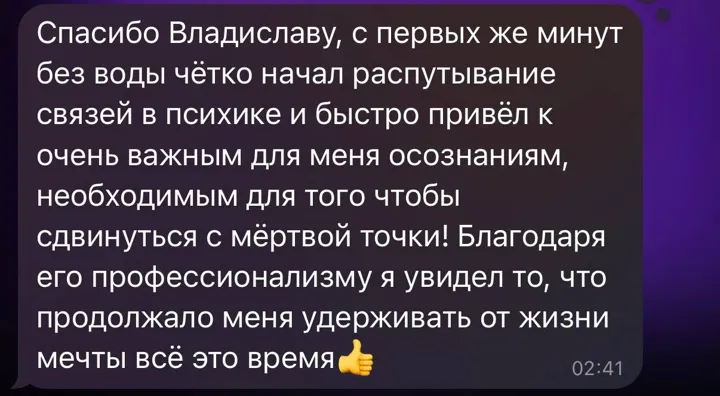 Спасибо Владиславу, с первых же минут
без воды чётко начал распутывание
связей в психике и быстро привёл к
очень важным для меня осознаниям,
необходимым для того чтобы
сдвинуться с мёртвой точки! Благодаря
его профессионализму я увидел то, что
продолжало меня удерживать от жизни
мечты всё это время👍
02:41